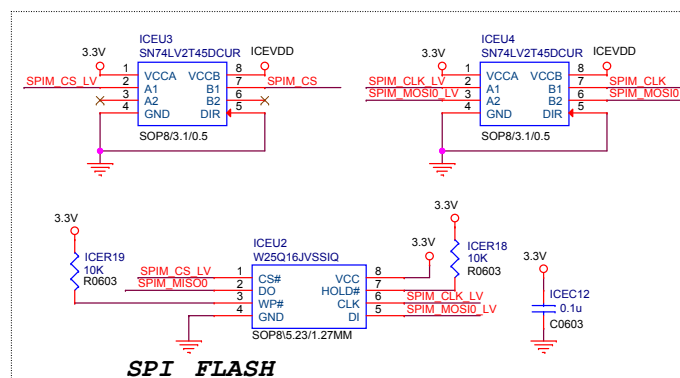 ICEU3
SN74LV2T45DCUR
3.3V
ICEVDD
SPIM_CS_LV
SPIM_CS
1 VCCA VCCB 8
2 A1 B1 7
3 A2 B2 6
4 GND DIR 5
SOP8/3.1/0.5
ICEU4
SN74LV2T45DCUR
3.3V
ICEVDD
SPIM_CLK_LV
SPIM_CLK
SPIM_MOSI0_LV
SPIM_MOSI0
1 VCCA VCCB 8
2 A1 B1 7
3 A2 B2 6
4 GND DIR 5
SOP8/3.1/0.5
3.3V
ICER19
10K
R0603
ICEU2
W25Q16JVSSIQ
SPIM_CS_LV
SPIM_MISO0
1 CS# VCC 8
2 DO HOLD# 7
3 WP# CLK 6
4 GND DI 5
SOP8\5.23/1.27MM
3.3V
3.3V
ICER18
10K
R0603
SPIM_CLK_LV
SPIM_MOSI0_LV
3.3V
ICEC12
0.1u
C0603
SPI FLASH